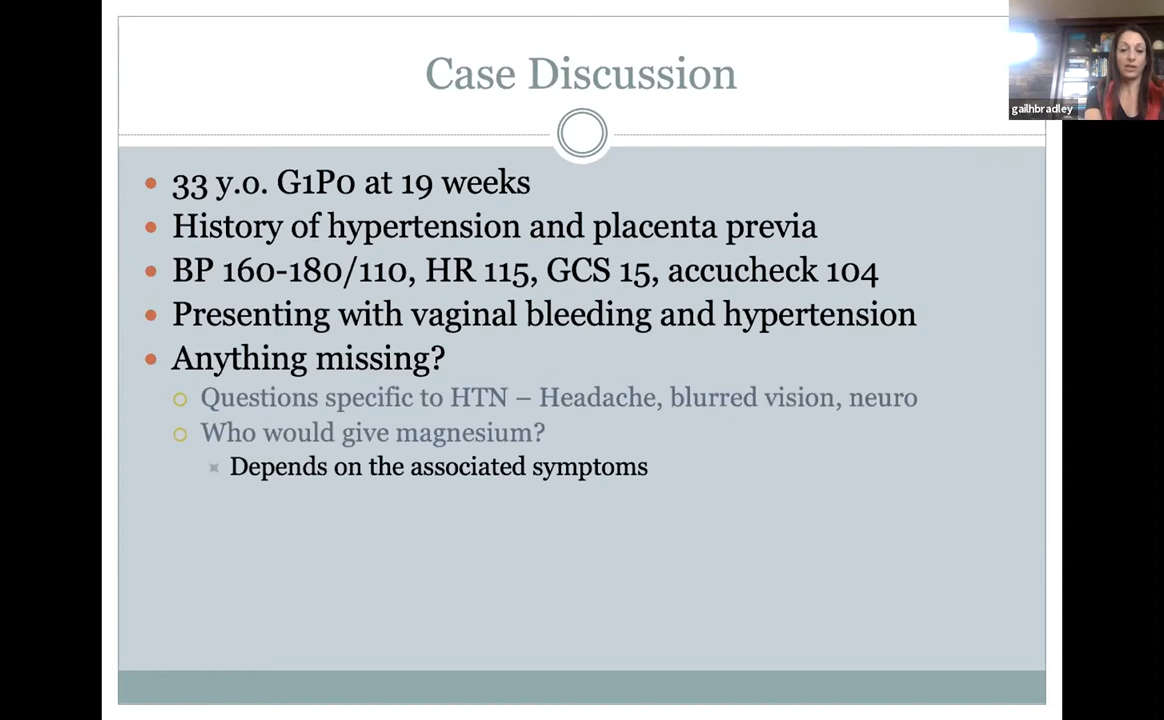 Case Discussion
gailhbradley
• 33 y.o. G1P0 at 19 weeks
• History of hypertension and placenta previa
• BP 160-180/110, HR 115, GCS 15, accucheck 104
• Presenting with vaginal bleeding and hypertension
• Anything missing?
Questions specific to HTN – Headache, blurred vision, neuro
Who would give magnesium?
Depends on the associated symptoms